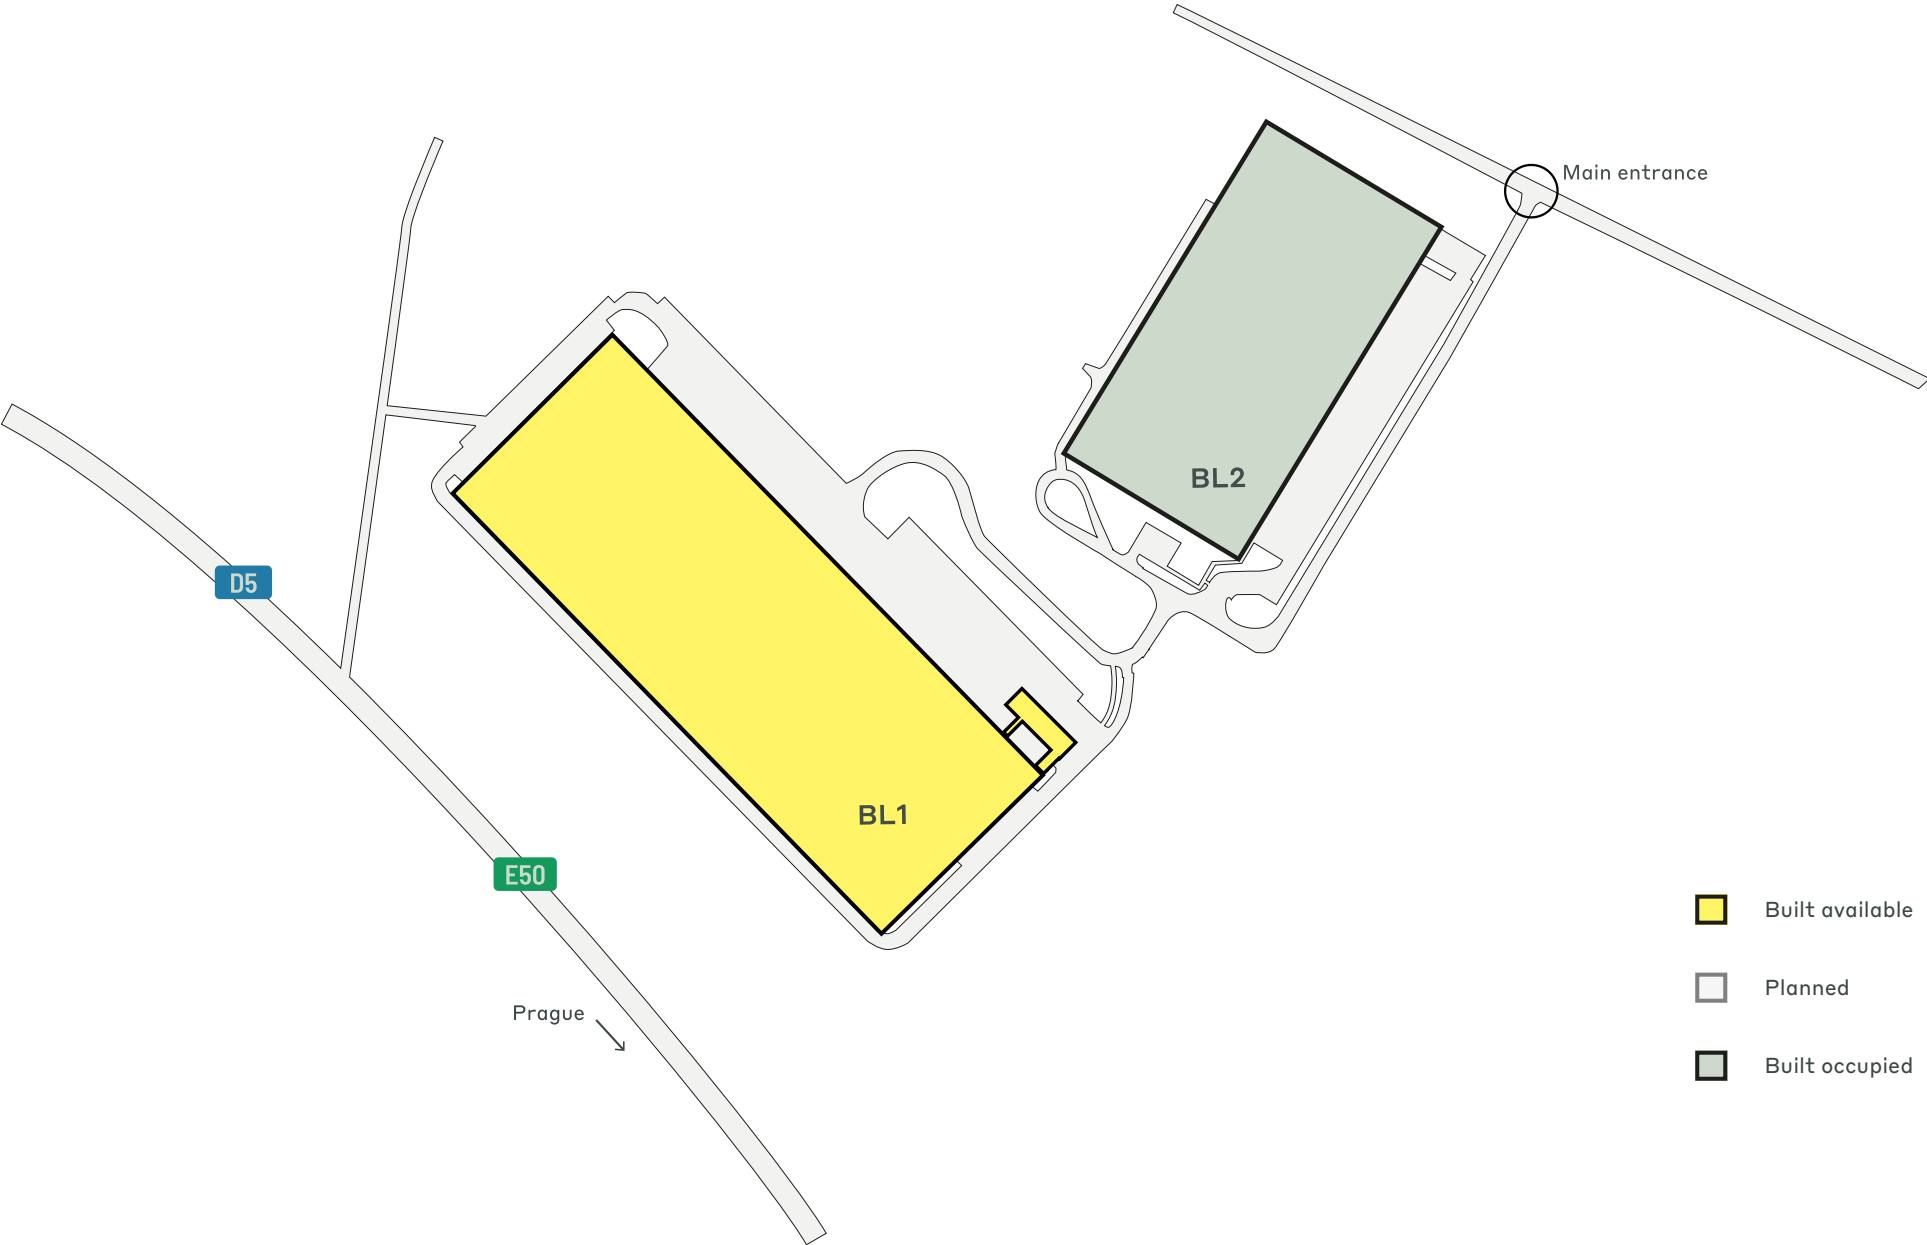 Main entrance
BL2
D5
BL1
E50
Prague
Built available
Planned
Built occupied